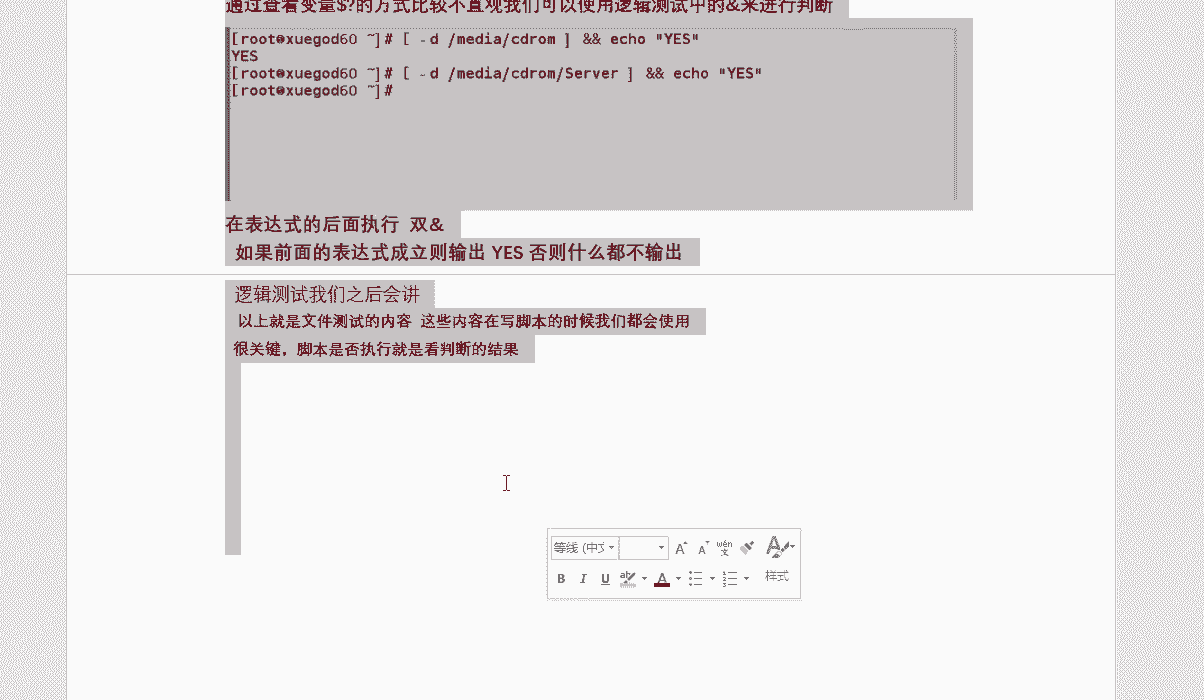 通过查看变量$?的方式比较不直观我们可以使用逻辑测试中的&来进行判断
[root@xuegod60 ~]# [ -d /media/cdrom ] && echo "YES"
YES
[root@xuegod60 ~]# [ -d /media/cdrom/Server ] && echo "YES"
[root@xuegod60 ~]#
在表达式的后面执行 双&
如果前面的表达式成立则输出 YES 否则什么都不输出
逻辑测试我们之后会讲
以上就是文件测试的内容 这些内容在写脚本的时候我们都会使用
很关键，脚本是否执行就是看判断的结果
等线 (中文
A A wén 文 A
B I U aby A 样式